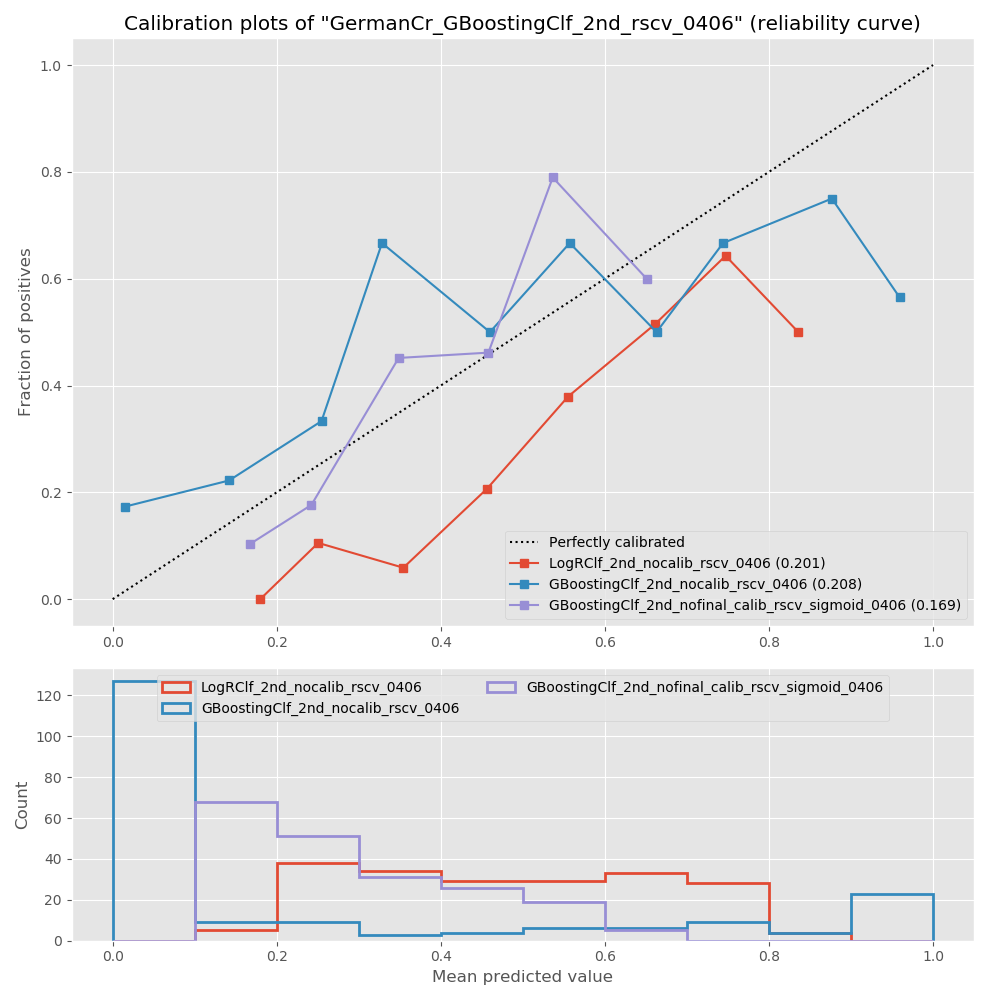 Calibration plots of "GermanCr_GBoostingClf_2nd_rscv_0406" (reliability curve)
1.0
0.8
0.6
0.4
0.2
0.0
Fraction of positives
Perfectly calibrated
LogRClf_2nd_nocalib_rscv_0406 (0.201)
GBoostingClf_2nd_nocalib_rscv_0406 (0.208)
GBoostingClf_2nd_nofinal_calib_rscv_sigmoid_0406 (0.169)
0.0 0.2 0.4 0.6 0.8 1.0
LogRClf_2nd_nocalib_rscv_0406
GBoostingClf_2nd_nocalib_rscv_0406
GBoostingClf_2nd_nofinal_calib_rscv_sigmoid_0406
120
100
80
60
40
20
0
Count
0.0 0.2 0.4 0.6 0.8 1.0
Mean predicted value